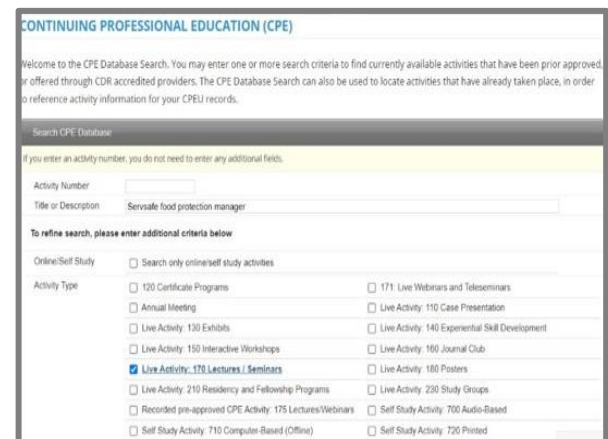 CONTINUING PROFESSIONAL EDUCATION (CPE)
Welcome to the CPE Database Search. You may enter one or more search criteria to find currently available activities that have been prior approved,
or offered through CDR accredited providers. The CPE Database Search can also be used to locate activities that have already taken place, in order
to reference activity information for your CPEU records.
Search CPE Database
If you enter an activity number, you do not need to enter any additional fields.
Activity Number
Title or Description Servsafe food protection manager
To refine search, please enter additional criteria below
Online/Self Study Search only online/self study activities
Activity Type 120 Certificate Programs 171: Live Webinars and Teleseminars
Annual Meeting Live Activity: 110 Case Presentation
Live Activity: 130 Exhibits Live Activity: 140 Experiential Skill Development
Live Activity: 150 Interactive Workshops Live Activity: 160 Journal Club
Live Activity: 170 Lectures / Seminars Live Activity: 180 Posters
Live Activity: 210 Residency and Fellowship Programs Live Activity: 230 Study Groups
Recorded pre-approved CPE Activity: 175 Lectures/Webinars Self Study Activity: 700 Audio-Based
Self Study Activity: 710 Computer-Based (Offline) Self Study Activity: 720 Printed